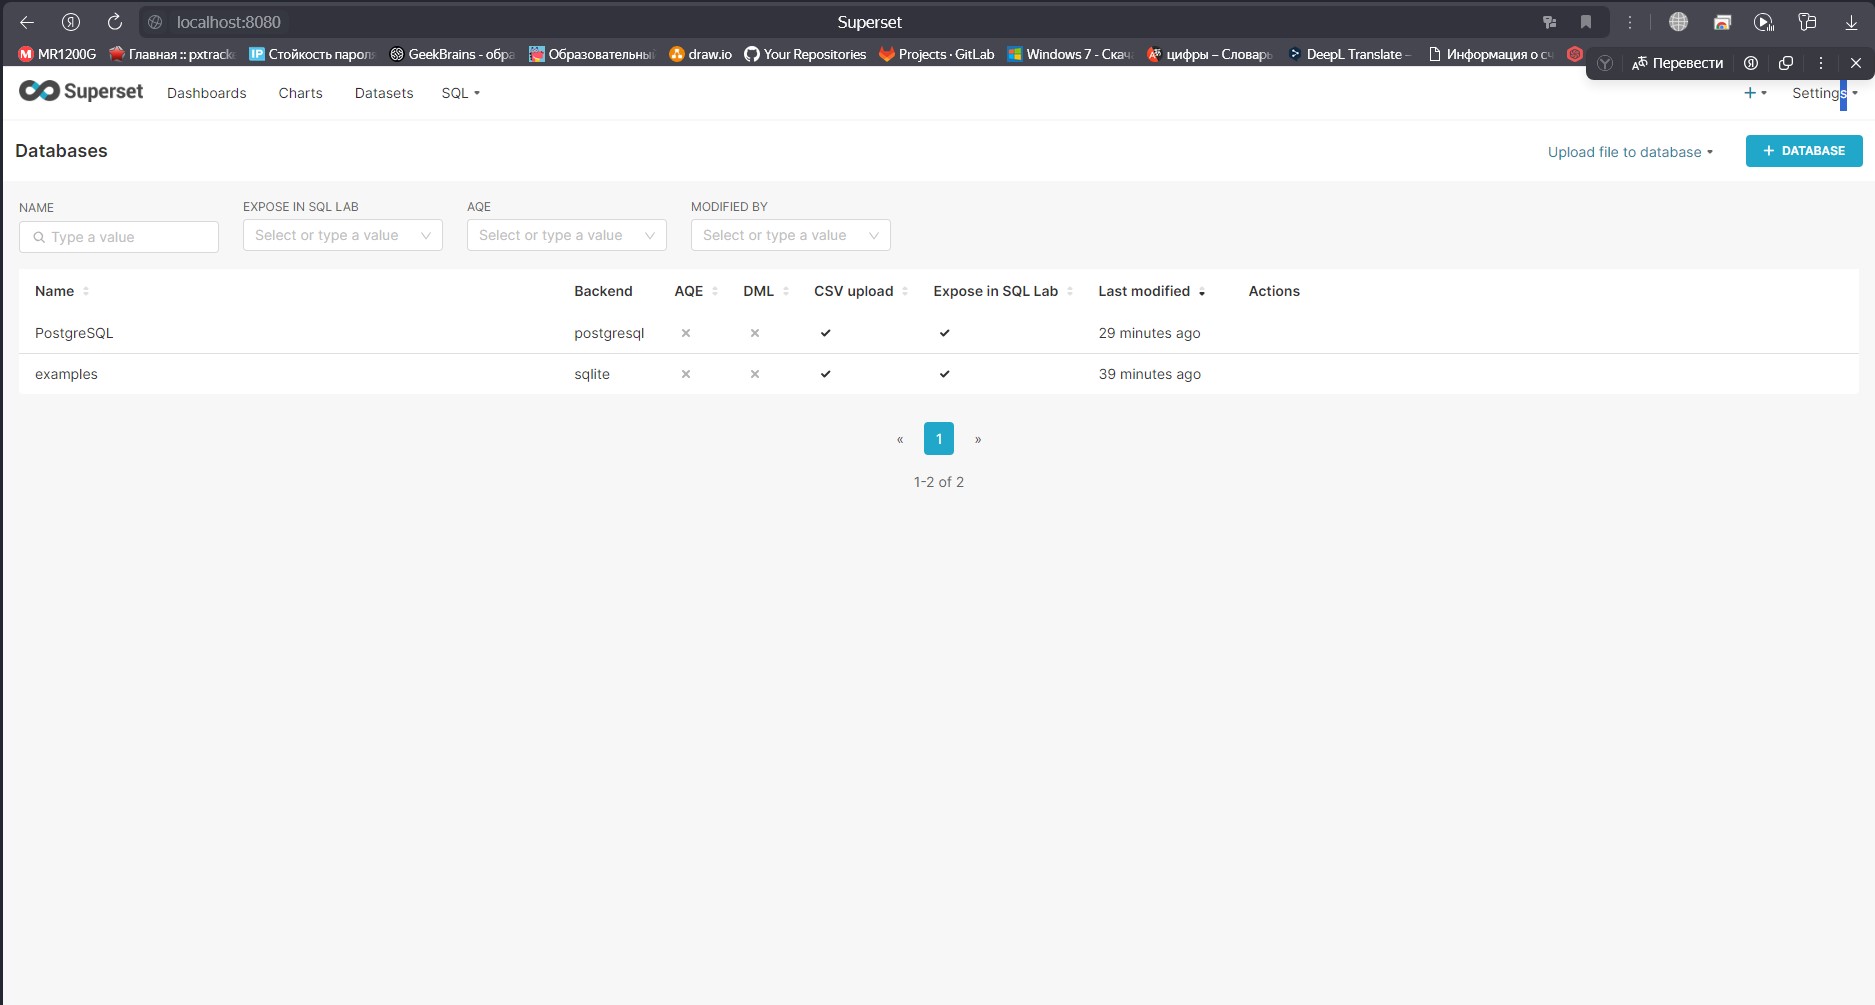 localhost:8080 Superset
MR1200G Главная :: pxtrack Стойкость парол GeekBrains - обра Образовательный draw.io Your Repositories Projects · GitLab Windows 7 - Скач цифры – Словарь DeepL Translate – Информация о сч
Перевести
Superset Dashboards Charts Datasets SQL + Settings
Databases Upload file to database + DATABASE
NAME EXPOSE IN SQL LAB AQE MODIFIED BY
Type a value Select or type a value Select or type a value Select or type a value
Name Backend AQE DML CSV upload Expose in SQL Lab Last modified Actions
PostgreSQL postgresql 29 minutes ago
examples sqlite 39 minutes ago
« 1 »
1-2 of 2